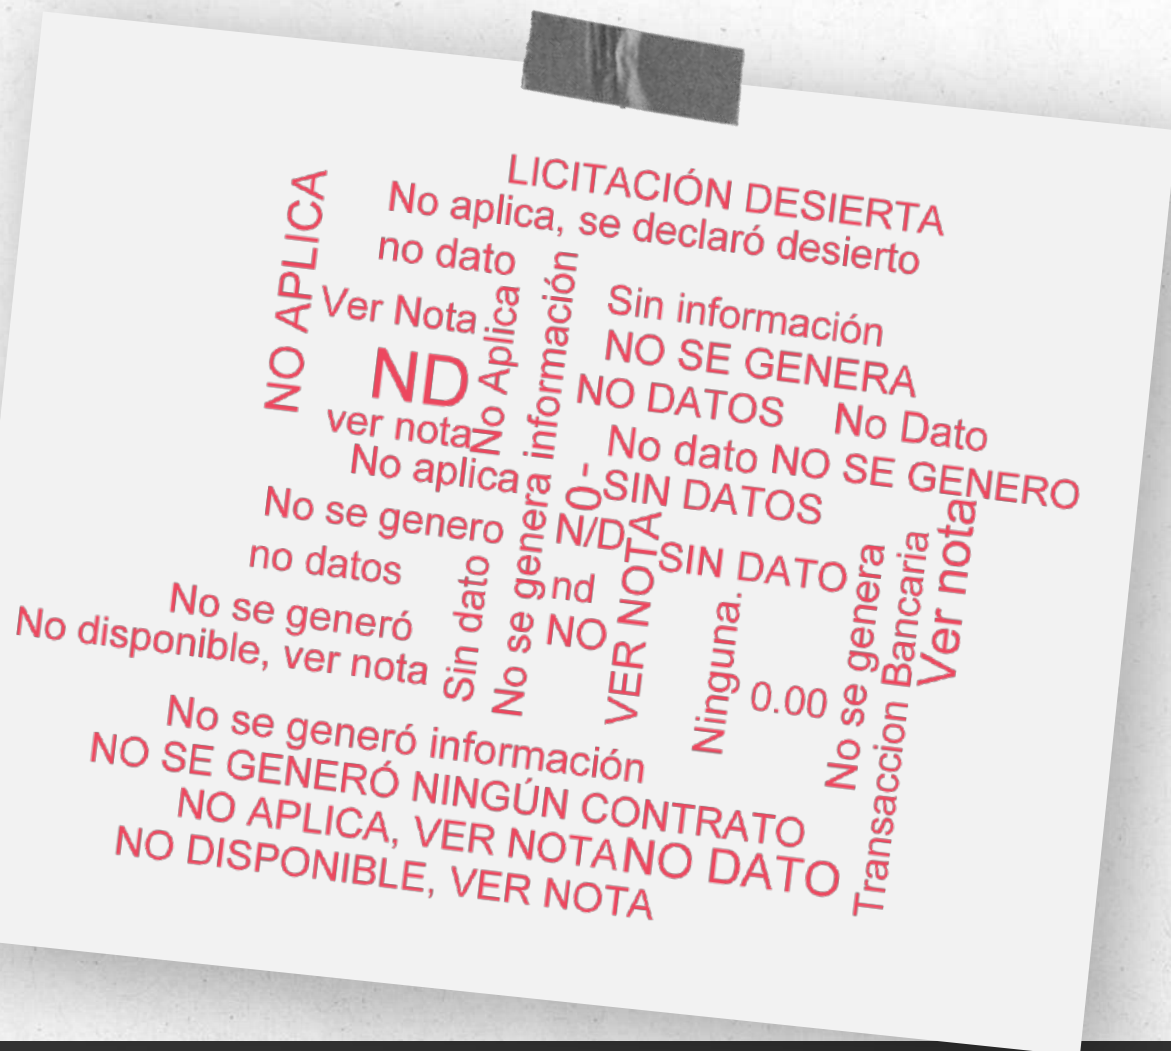 LICITACIÓN DESIERTA
No aplica, se declaró desierto
NO APLICA
no dato
Ver Nota
No Aplica
No se genera información
Sin información
NO SE GENERA
ND
NO DATOS
No Dato
ver nota
No dato
NO SE GENERO
No aplica
0-
SIN DATOS
No se genero
N/D
VER NOTA
SIN DATO
no datos
Sin dato
nd
No se genera
Transaccion Bancaria
Ver nota
No se generó
NO
Ninguna.
No disponible, ver nota
0.00
No se generó información
NO SE GENERÓ NINGÚN CONTRATO
NO APLICA, VER NOTA
NO DATO
NO DISPONIBLE, VER NOTA